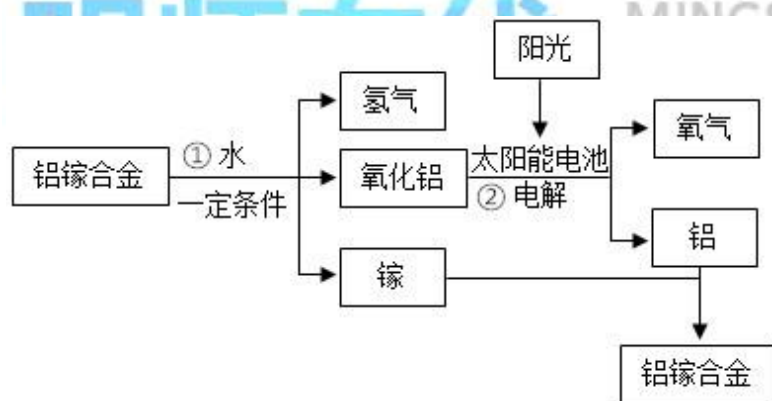 MINGS
阳光
氢气
氧气
铝镓合金
① 水
一定条件
氧化铝
太阳能电池
② 电解
铝
镓
铝镓合金